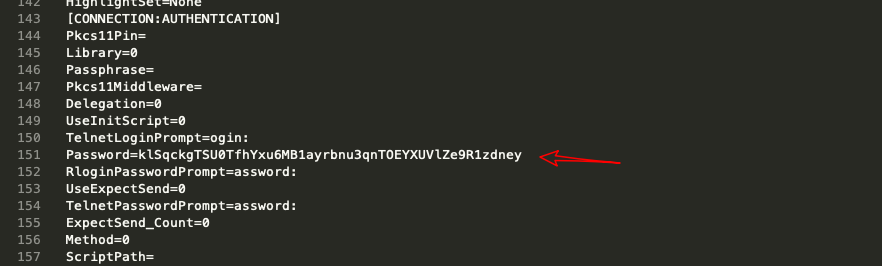 142 HighlightSet=None
143 [CONNECTION:AUTHENTICATION]
144 Pkcs11Pin=
145 Library=0
146 Passphrase=
147 Pkcs11Middleware=
148 Delegation=0
149 UseInitScript=0
150 TelnetLoginPrompt=ogin:
151 Password=klSqckgTSU0TfhYxu6MB1ayrbnu3qnTOEYXUVlZe9R1zdney
152 RloginPasswordPrompt=assword:
153 UseExpectSend=0
154 TelnetPasswordPrompt=assword:
155 ExpectSend_Count=0
156 Method=0
157 ScriptPath=